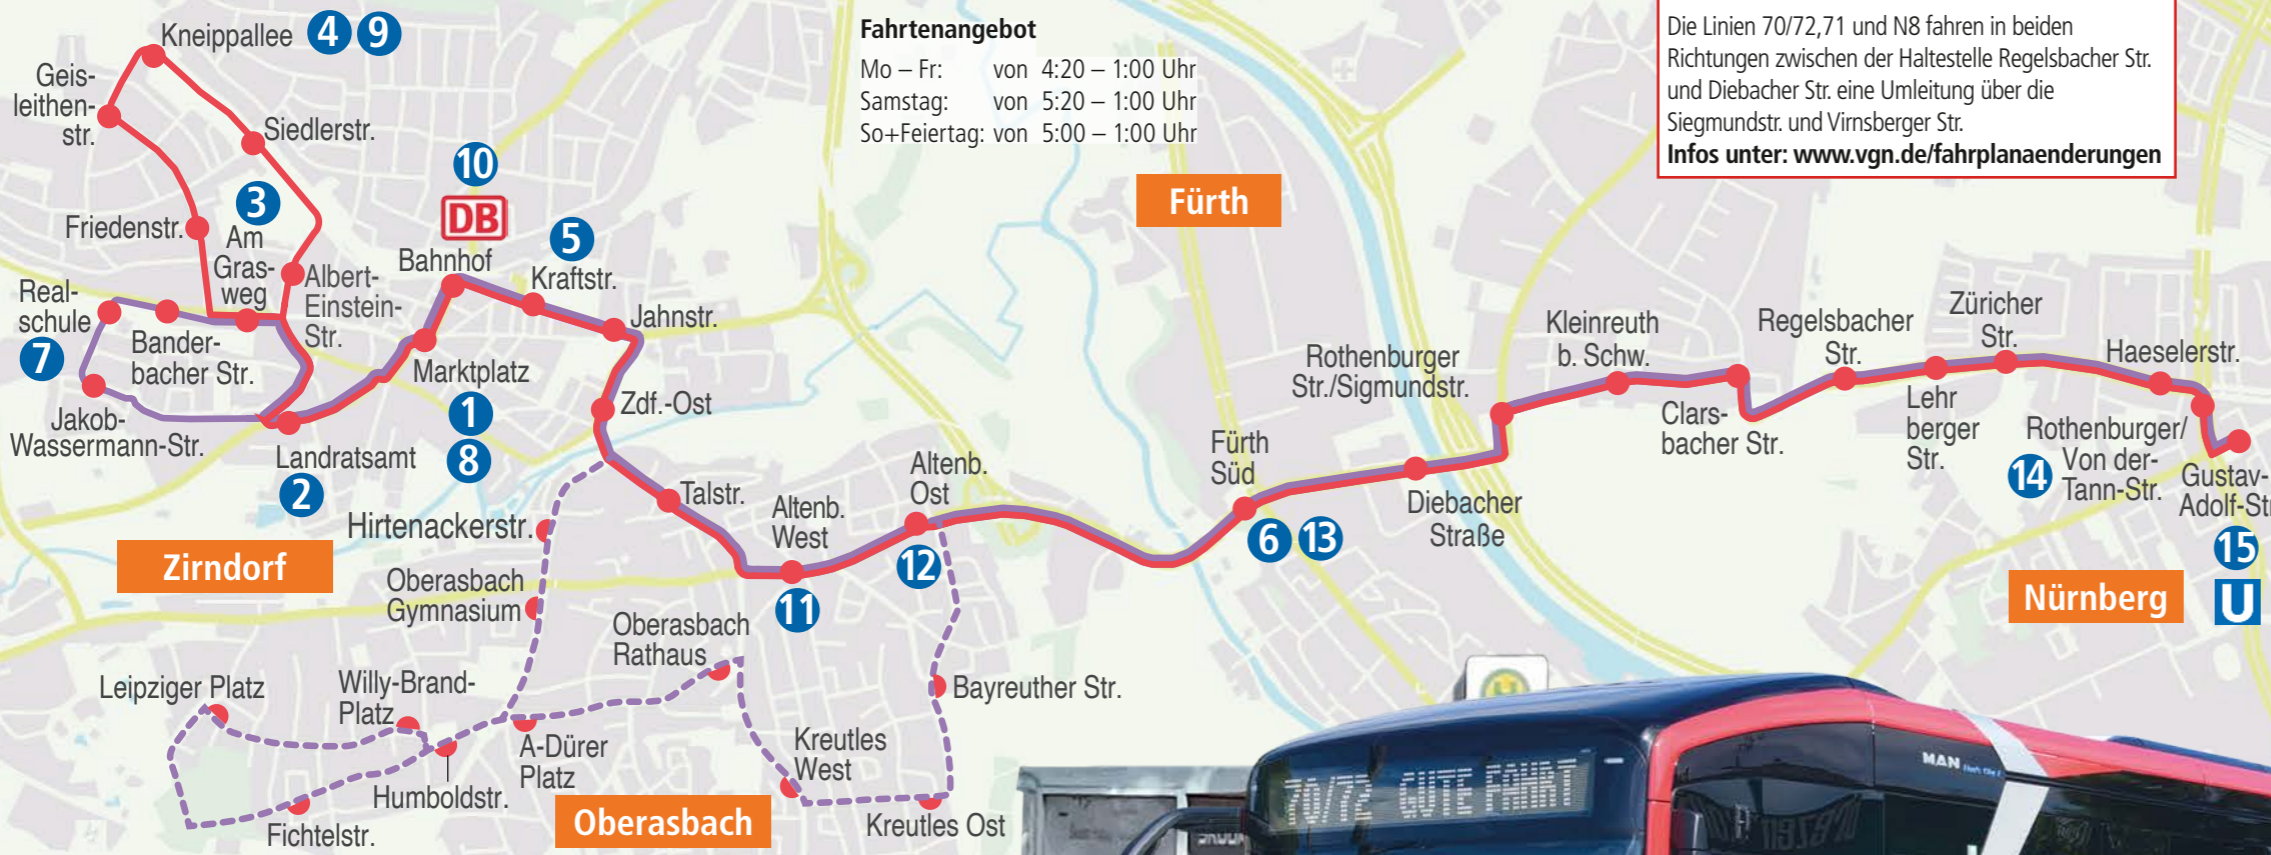 Kneippallee 4 9
Geis-
leithen-
str.
Siedlerstr.
3
Friedenstr.
Am
Gras-
weg
Albert-
Einstein-
Str.
Real-
schule
7
Bander-
bacher Str.
Jakob-
Wassermann-Str.
Landratsamt
2
10
DB
Bahnhof
5
Kraftstr.
Jahnstr.
Marktplatz
1
8
Zdf.-Ost
Zirndorf
Hirtenackerstr.
Talstr.
Oberasbach
Gymnasium
Altenb.
West
11
Altenb.
Ost
12
Oberasbach
Rathaus
Leipziger Platz
Willy-Brand-
Platz
A-Dürer
Platz
Humboldstr.
Fichtelstr.
Oberasbach
Kreutles
West
Kreutles Ost
Bayreuther Str.
Fahrtenangebot
Mo – Fr: von 4:20 – 1:00 Uhr
Samstag: von 5:20 – 1:00 Uhr
So+Feiertag: von 5:00 – 1:00 Uhr
Fürth
Die Linien 70/72,71 und N8 fahren in beiden
Richtungen zwischen der Haltestelle Regelsbacher Str.
und Diebacher Str. eine Umleitung über die
Siegmundstr. und Virnsberger Str.
Infos unter: www.vgn.de/fahrplanaenderungen
Fürth
Süd
6 13
Rothenburger
Str./Sigmundstr.
Diebacher
Straße
Kleinreuth
b. Schw.
Clars-
bacher Str.
Regelsbacher
Str.
Lehr
berger
Str.
Züricher
Str.
Haeselerstr.
14
Rothenburger/
Von der-
Tann-Str.
Gustav-
Adolf-Str
15
U
Nürnberg
H
70/72 GUTE FAHRT
MAN